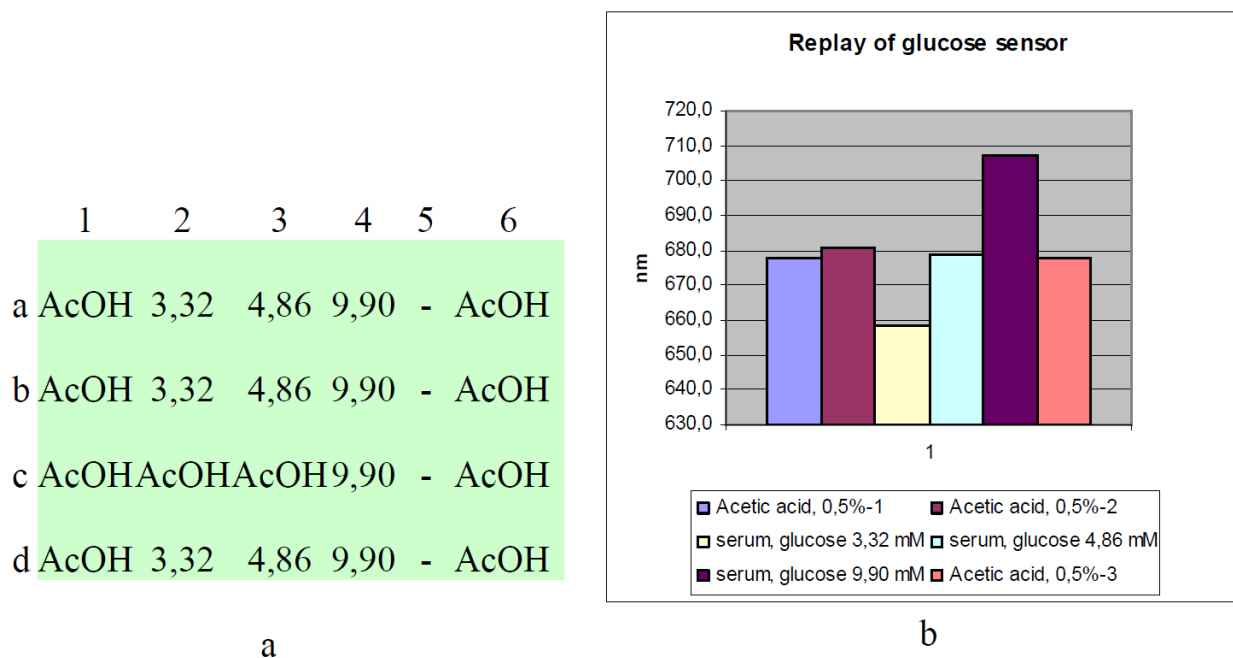 1 2 3 4 5 6
a AcOH 3,32 4,86 9,90 - AcOH
b AcOH 3,32 4,86 9,90 - AcOH
c AcOH AcOH AcOH 9,90 - AcOH
d AcOH 3,32 4,86 9,90 - AcOH
a
Replay of glucose sensor
720,0
710,0
700,0
690,0
680,0
670,0
660,0
650,0
640,0
630,0
nm
1
Acetic acid, 0,5%-1 Acetic acid, 0,5%-2
serum, glucose 3,32 mM serum, glucose 4,86 mM
serum, glucose 9,90 mM Acetic acid, 0,5%-3
b